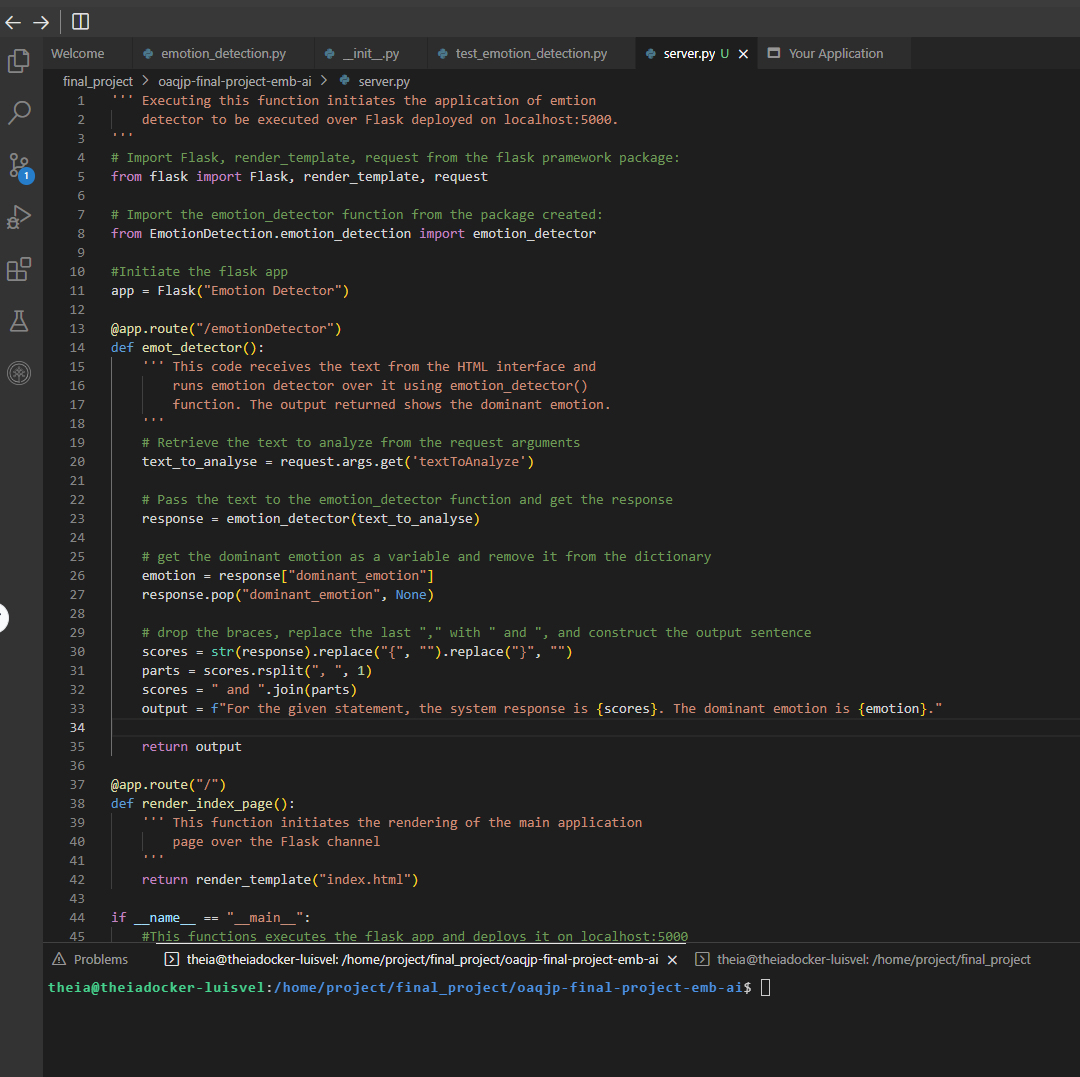 Welcome emotion_detection.py __init__.py test_emotion_detection.py server.py U Your Application
final_project > oaqjp-final-project-emb-ai > server.py
1 ''' Executing this function initiates the application of emtion
2 detector to be executed over Flask deployed on localhost:5000.
3 '''
4 # Import Flask, render_template, request from the flask pramework package:
5 from flask import Flask, render_template, request
6
7 # Import the emotion_detector function from the package created:
8 from EmotionDetection.emotion_detection import emotion_detector
9
10 #Initiate the flask app
11 app = Flask("Emotion Detector")
12
13 @app.route("/emotionDetector")
14 def emot_detector():
15 ''' This code receives the text from the HTML interface and
16 runs emotion detector over it using emotion_detector()
17 function. The output returned shows the dominant emotion.
18 '''
19 # Retrieve the text to analyze from the request arguments
20 text_to_analyse = request.args.get('textToAnalyze')
21
22 # Pass the text to the emotion_detector function and get the response
23 response = emotion_detector(text_to_analyse)
24
25 # get the dominant emotion as a variable and remove it from the dictionary
26 emotion = response["dominant_emotion"]
27 response.pop("dominant_emotion", None)
28
29 # drop the braces, replace the last "," with " and ", and construct the output sentence
30 scores = str(response).replace("{", "").replace("}", "")
31 parts = scores.rsplit(", ", 1)
32 scores = " and ".join(parts)
33 output = f"For the given statement, the system response is {scores}. The dominant emotion is {emotion}."
34
35 return output
36
37 @app.route("/")
38 def render_index_page():
39 ''' This function initiates the rendering of the main application
40 page over the Flask channel
41 '''
42 return render_template("index.html")
43
44 if __name__ == "__main__":
45 #This functions executes the flask app and deploys it on localhost:5000
1
Problems theia@theiadocker-luisvel: /home/project/final_project/oaqjp-final-project-emb-ai theia@theiadocker-luisvel: /home/project/final_project
theia@theiadocker-luisvel:/home/project/final_project/oaqjp-final-project-emb-ai$